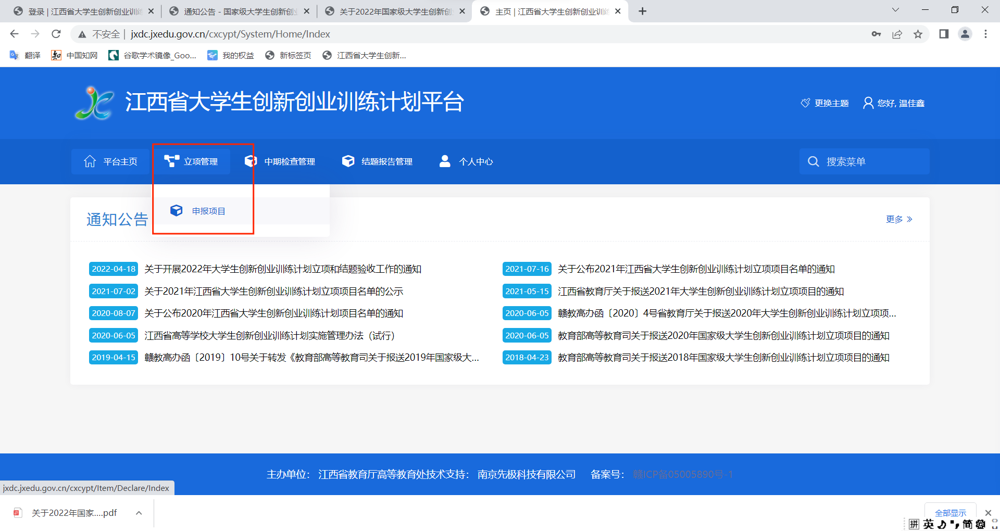 登录 | 江西省大学生创新创业训练
通知公告 - 国家级大学生创新创业
关于2022年国家级大学生创新创
主页 | 江西省大学生创新创业训练
不安全 | jxdc.jxedu.gov.cn/cxcypt/System/Home/Index
翻译
中国知网
谷歌学术镜像_Goo...
我的权益
新标签页
江西省大学生创新...
江西省大学生创新创业训练计划平台
更换主题
您好, 温佳鑫
平台主页
立项管理
中期检查管理
结题报告管理
个人中心
搜索菜单
申报项目
通知公告
更多
2022-04-18 关于开展2022年大学生创新创业训练计划立项和结题验收工作的通知
2021-07-16 关于公布2021年江西省大学生创新创业训练计划立项项目名单的通知
2021-07-02 关于2021年江西省大学生创新创业训练计划立项项目名单的公示
2021-05-15 江西省教育厅关于报送2021年大学生创新创业训练计划立项项目的通知
2020-08-07 关于公布2020年江西省大学生创新创业训练计划项目名单的通知
2020-06-05 赣教高办函〔2020〕4号省教育厅关于报送2020年大学生创新创业训练计划立项项...
2020-06-05 江西省高等学校大学生创新创业训练计划实施管理办法（试行）
2020-06-05 教育部高等教育司关于报送2020年国家级大学生创新创业训练计划立项项目的通知
2019-04-15 赣教高办函〔2019〕10号关于转发《教育部高等教育司关于报送2019年国家级大...
2018-04-23 教育部高等教育司关于报送2018年国家级大学生创新创业训练计划立项项目的通知
主办单位： 江西省教育厅高等教育处技术支持： 南京先极科技有限公司 备案号： 赣ICP备05005890号-1
jxdc.jxedu.gov.cn/cxcypt/Item/Declare/Index
关于2022年国家....pdf
全部显示
拼 英 简